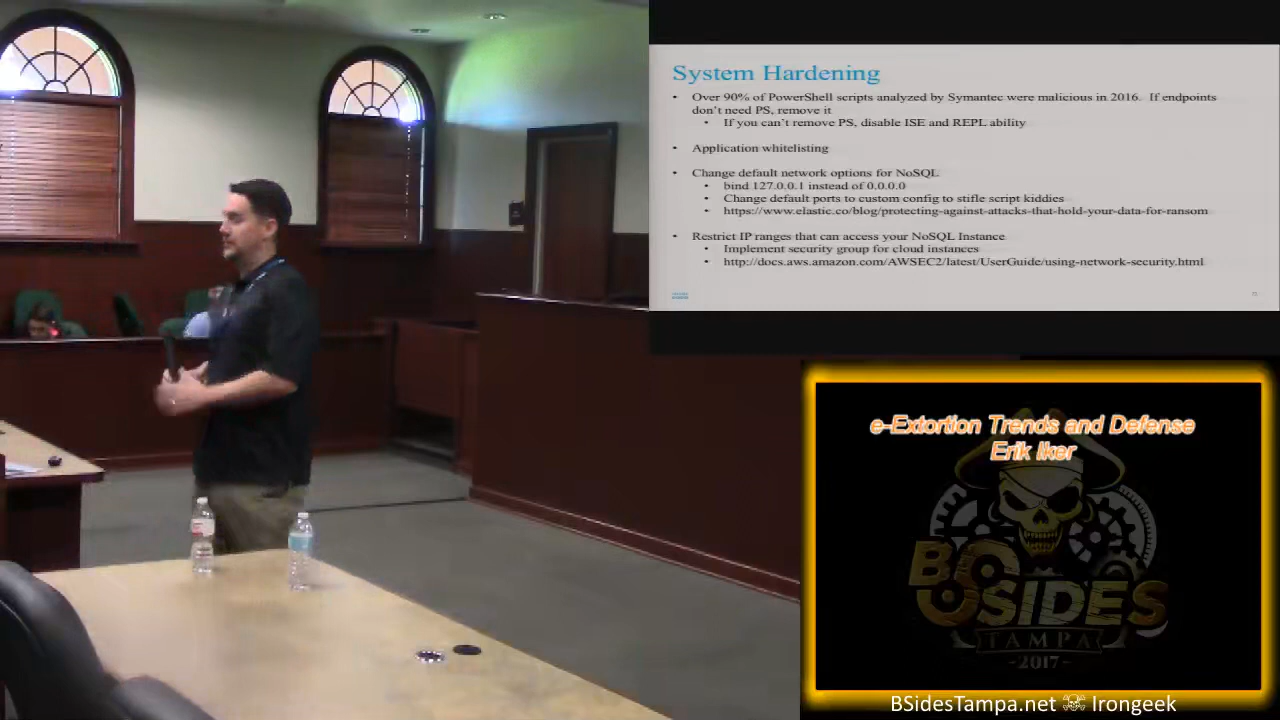 System Hardening
• Over 90% of PowerShell scripts analyzed by Symantec were malicious in 2016. If endpoints
don't need PS, remove it
• If you can't remove PS, disable ISE and REPL ability
• Application whitelisting
• Change default network options for NoSQL
• bind 127.0.0.1 instead of 0.0.0.0
• Change default ports to custom config to stifle script kiddies
• https://www.elastic.co/blog/protecting-against-attacks-that-hold-your-data-for-ransom
• Restrict IP ranges that can access your NoSQL Instance
• Implement security group for cloud instances
• http://docs.aws.amazon.com/AWSEC2/latest/UserGuide/using-network-security.html
e-Extortion Trends and Defense
Erik Iker
BSIDES
TAMPA
-2017-
BSidesTampa.net Irongeek